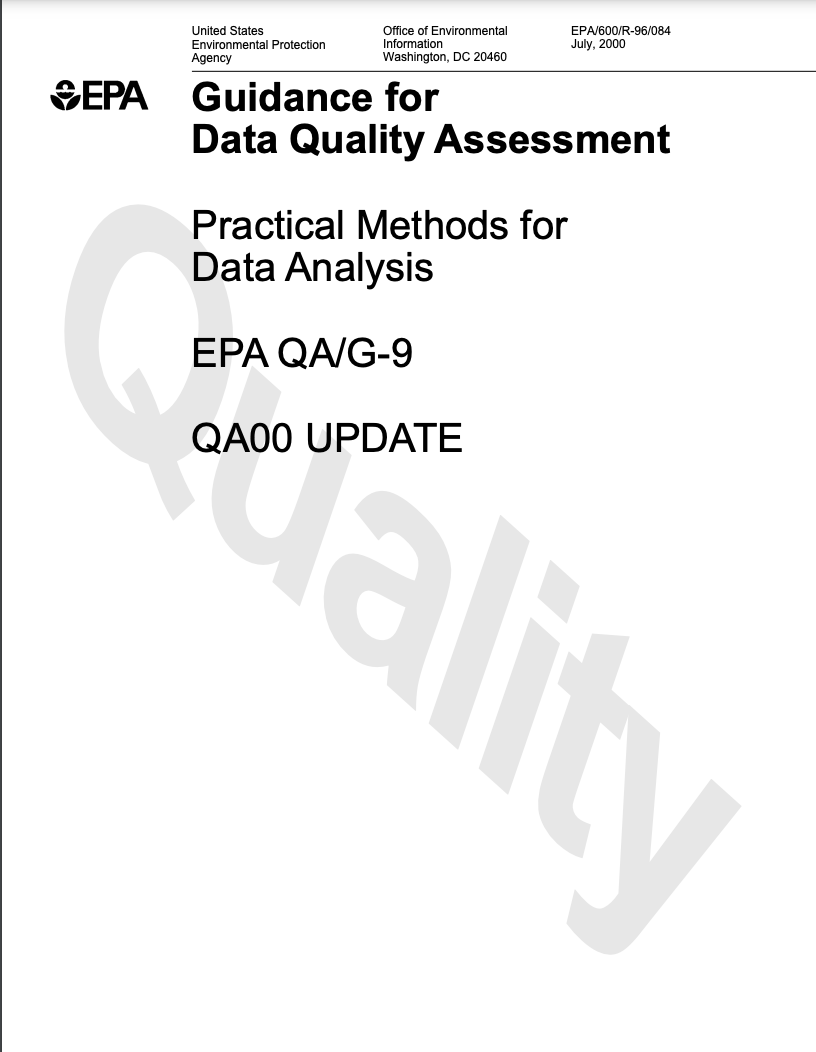 United States
Environmental Protection
Agency
Office of Environmental
Information
Washington, DC 20460
EPA/600/R-96/084
July, 2000
EPA
Guidance for
Data Quality Assessment
Practical Methods for
Data Analysis
EPA QA/G-9
QA00 UPDATE
Quality